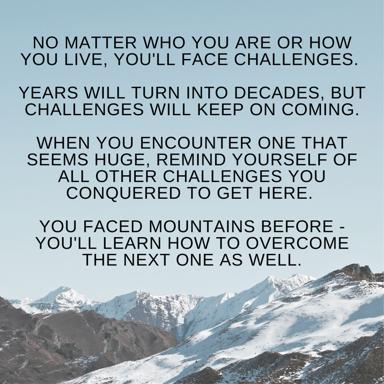 NO MATTER WHO YOU ARE OR HOW
YOU LIVE, YOU'LL FACE CHALLENGES.
YEARS WILL TURN INTO DECADES, BUT
CHALLENGES WILL KEEP ON COMING.
WHEN YOU ENCOUNTER ONE THAT
SEEMS HUGE, REMIND YOURSELF OF
ALL OTHER CHALLENGES YOU
CONQUERED TO GET HERE.
YOU FACED MOUNTAINS BEFORE -
YOU'LL LEARN HOW TO OVERCOME
THE NEXT ONE AS WELL.